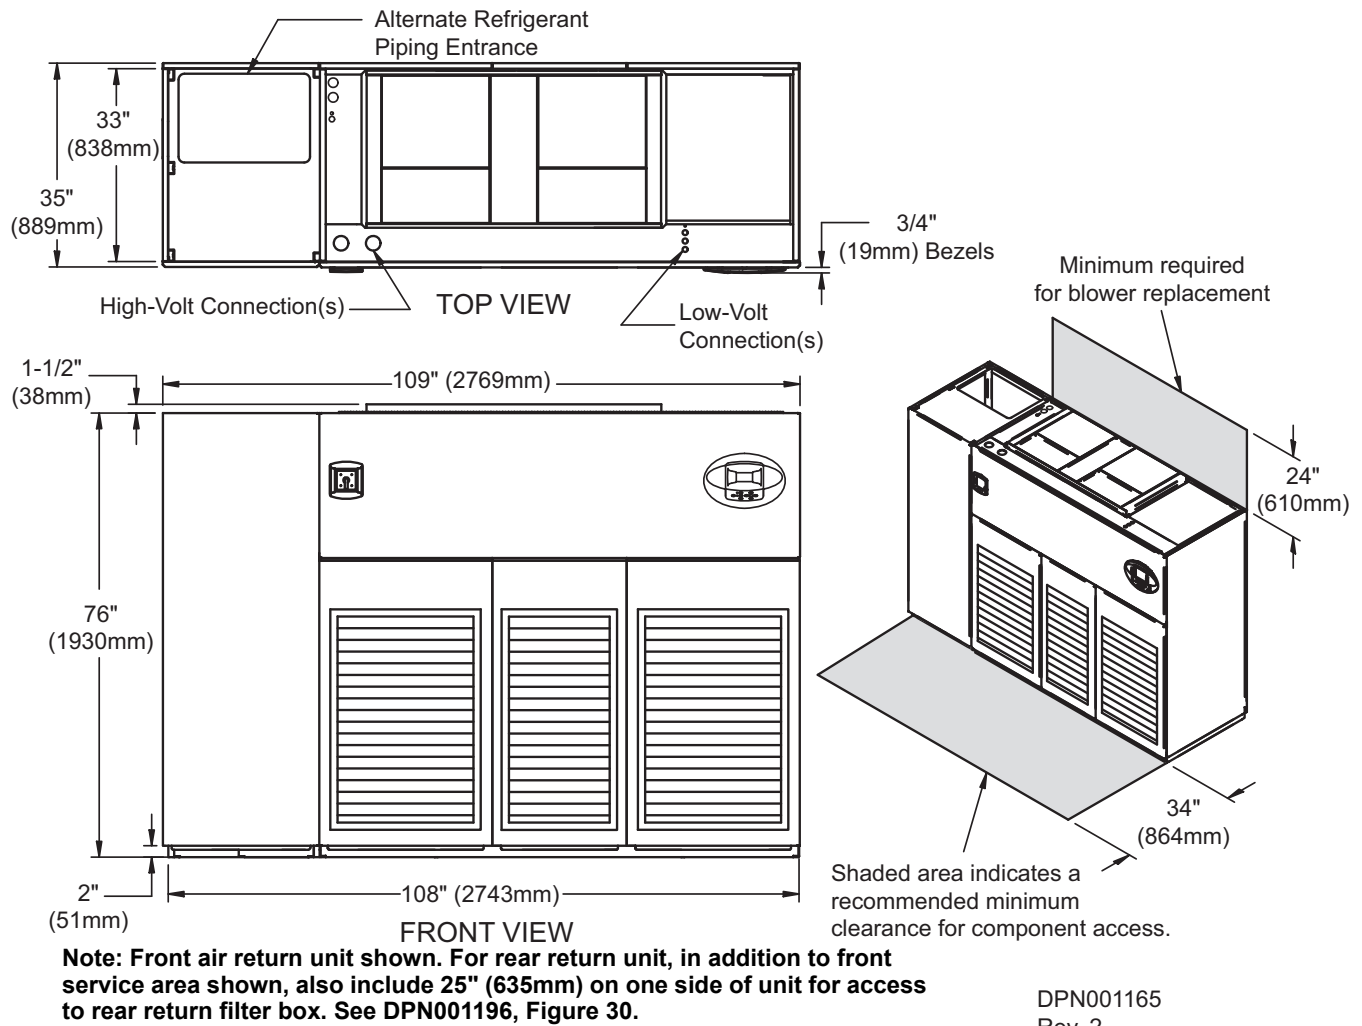 Alternate Refrigerant
Piping Entrance
33"
(838mm)
35"
(889mm)
3/4"
(19mm) Bezels
High-Volt Connection(s)
TOP VIEW
Low-Volt
Connection(s)
Minimum required
for blower replacement
1-1/2"
(38mm)
109" (2769mm)
24"
(610mm)
76"
(1930mm)
34"
(864mm)
Shaded area indicates a
recommended minimum
clearance for component access.
2"
(51mm)
108" (2743mm)
FRONT VIEW
Note: Front air return unit shown. For rear return unit, in addition to front
service area shown, also include 25" (635mm) on one side of unit for access
to rear return filter box. See DPN001196, Figure 30.
DPN001165
Rev. 2